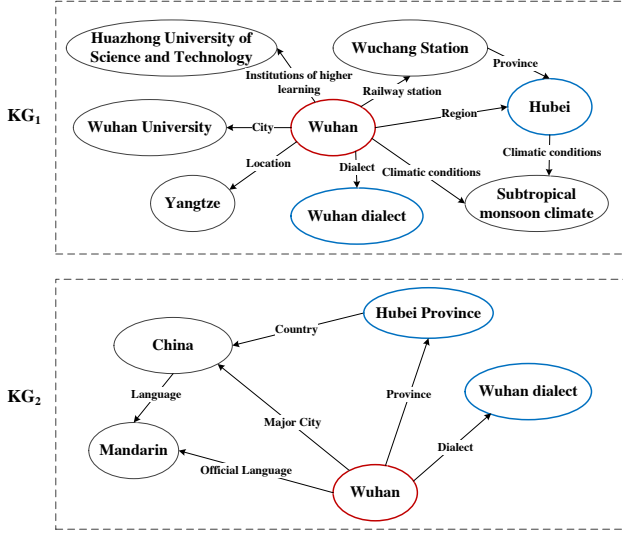 Huazhong University of
Science and Technology
Wuchang Station
Province
Institutions of higher
learning
Railway station
KG1
Wuhan University
City
Wuhan
Region
Hubei
Location
Dialect
Climatic conditions
Climatic conditions
Yangtze
Wuhan dialect
Subtropical
monsoon climate
Hubei Province
Country
China
KG2
Wuhan dialect
Language
Province
Major City
Dialect
Mandarin
Official Language
Wuhan